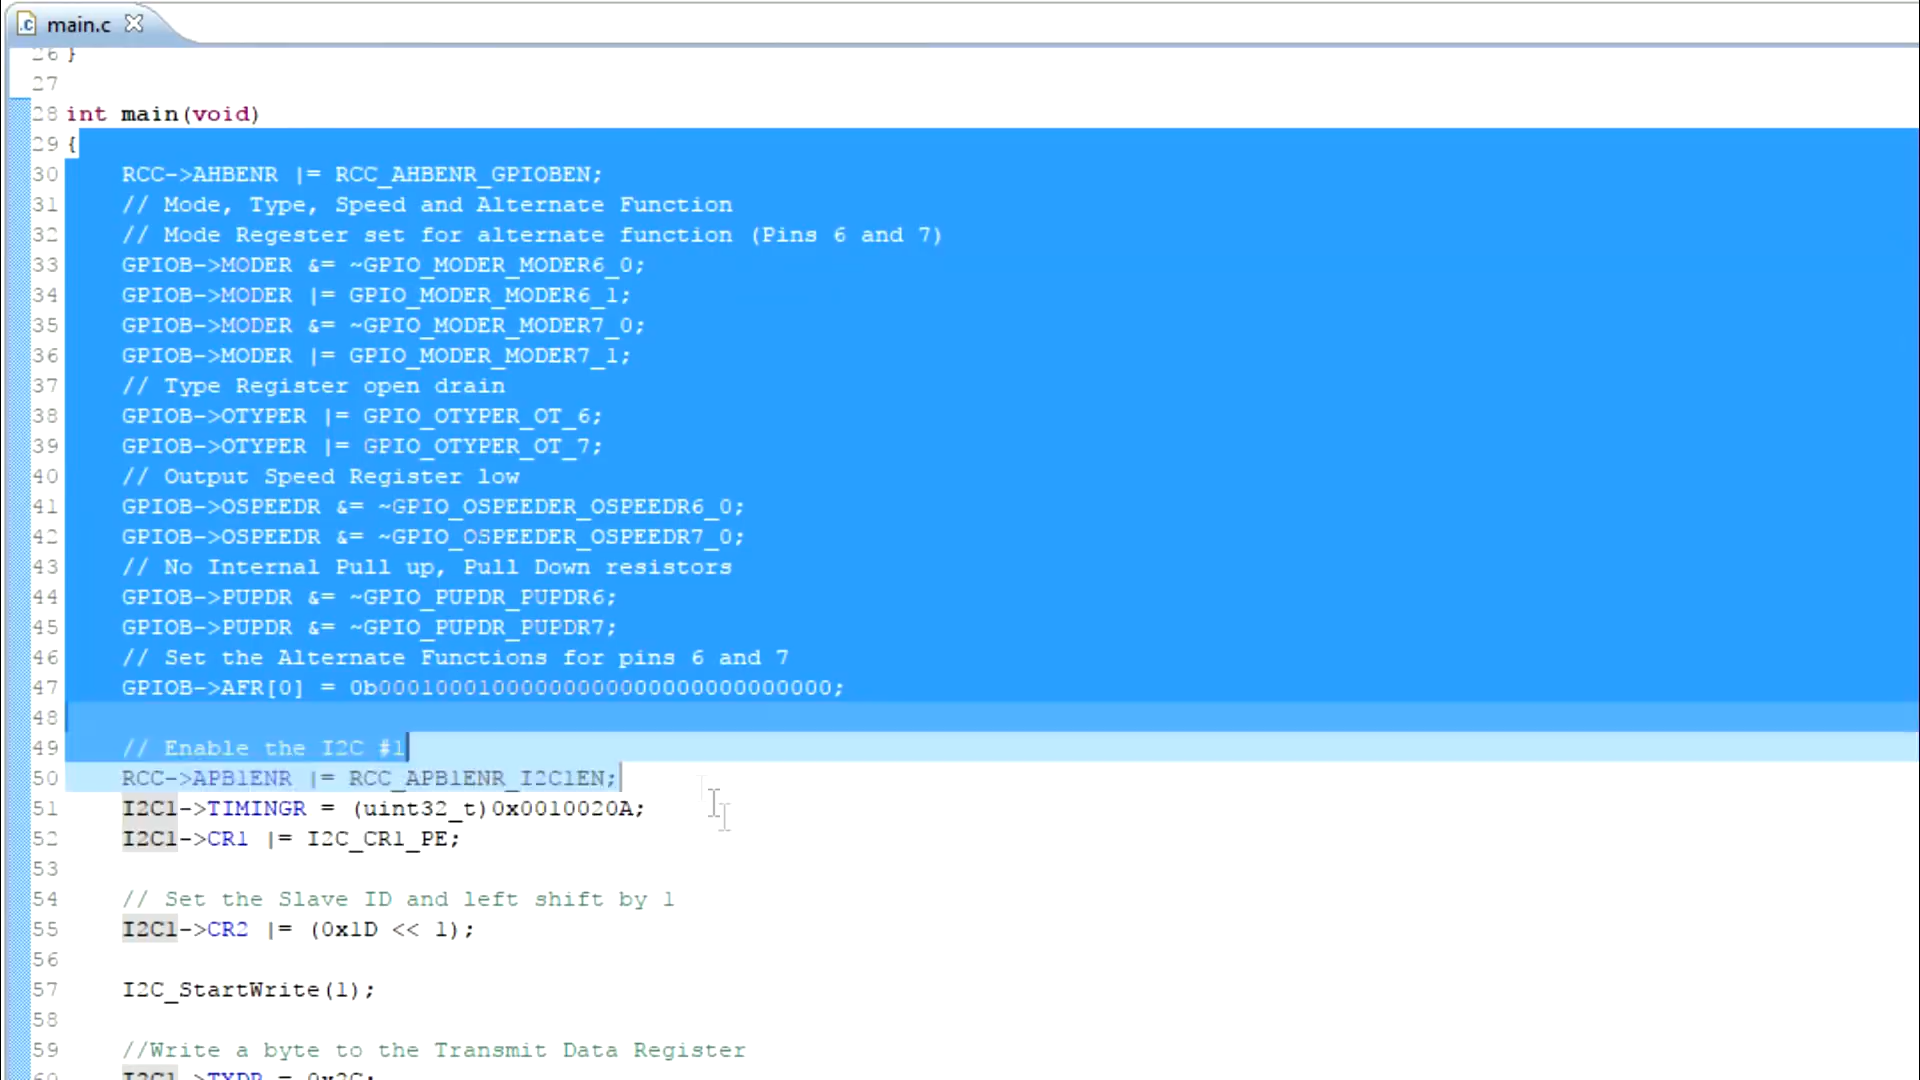 main.c
26 }
27
28 int main(void)
29 {
30 RCC->AHBENR |= RCC_AHBENR_GPIOBEN;
31 // Mode, Type, Speed and Alternate Function
32 // Mode Regester set for alternate function (Pins 6 and 7)
33 GPIOB->MODER &= ~GPIO_MODER_MODER6_0;
34 GPIOB->MODER |= GPIO_MODER_MODER6_1;
35 GPIOB->MODER &= ~GPIO_MODER_MODER7_0;
36 GPIOB->MODER |= GPIO_MODER_MODER7_1;
37 // Type Register open drain
38 GPIOB->OTYPER |= GPIO_OTYPER_OT_6;
39 GPIOB->OTYPER |= GPIO_OTYPER_OT_7;
40 // Output Speed Register low
41 GPIOB->OSPEEDR &= ~GPIO_OSPEEDER_OSPEEDR6_0;
42 GPIOB->OSPEEDR &= ~GPIO_OSPEEDER_OSPEEDR7_0;
43 // No Internal Pull up, Pull Down resistors
44 GPIOB->PUPDR &= ~GPIO_PUPDR_PUPDR6;
45 GPIOB->PUPDR &= ~GPIO_PUPDR_PUPDR7;
46 // Set the Alternate Functions for pins 6 and 7
47 GPIOB->AFR[0] = 0b00010001000000000000000000000000;
48
49 // Enable the I2C #1
50 RCC->APB1ENR |= RCC_APB1ENR_I2C1EN;
51 I2C1->TIMINGR = (uint32_t)0x0010020A;
52 I2C1->CR1 |= I2C_CR1_PE;
53
54 // Set the Slave ID and left shift by 1
55 I2C1->CR2 |= (0x1D << 1);
56
57 I2C_StartWrite(1);
58
59 //Write a byte to the Transmit Data Register
60 I2C1->TXDR = 0x2C;